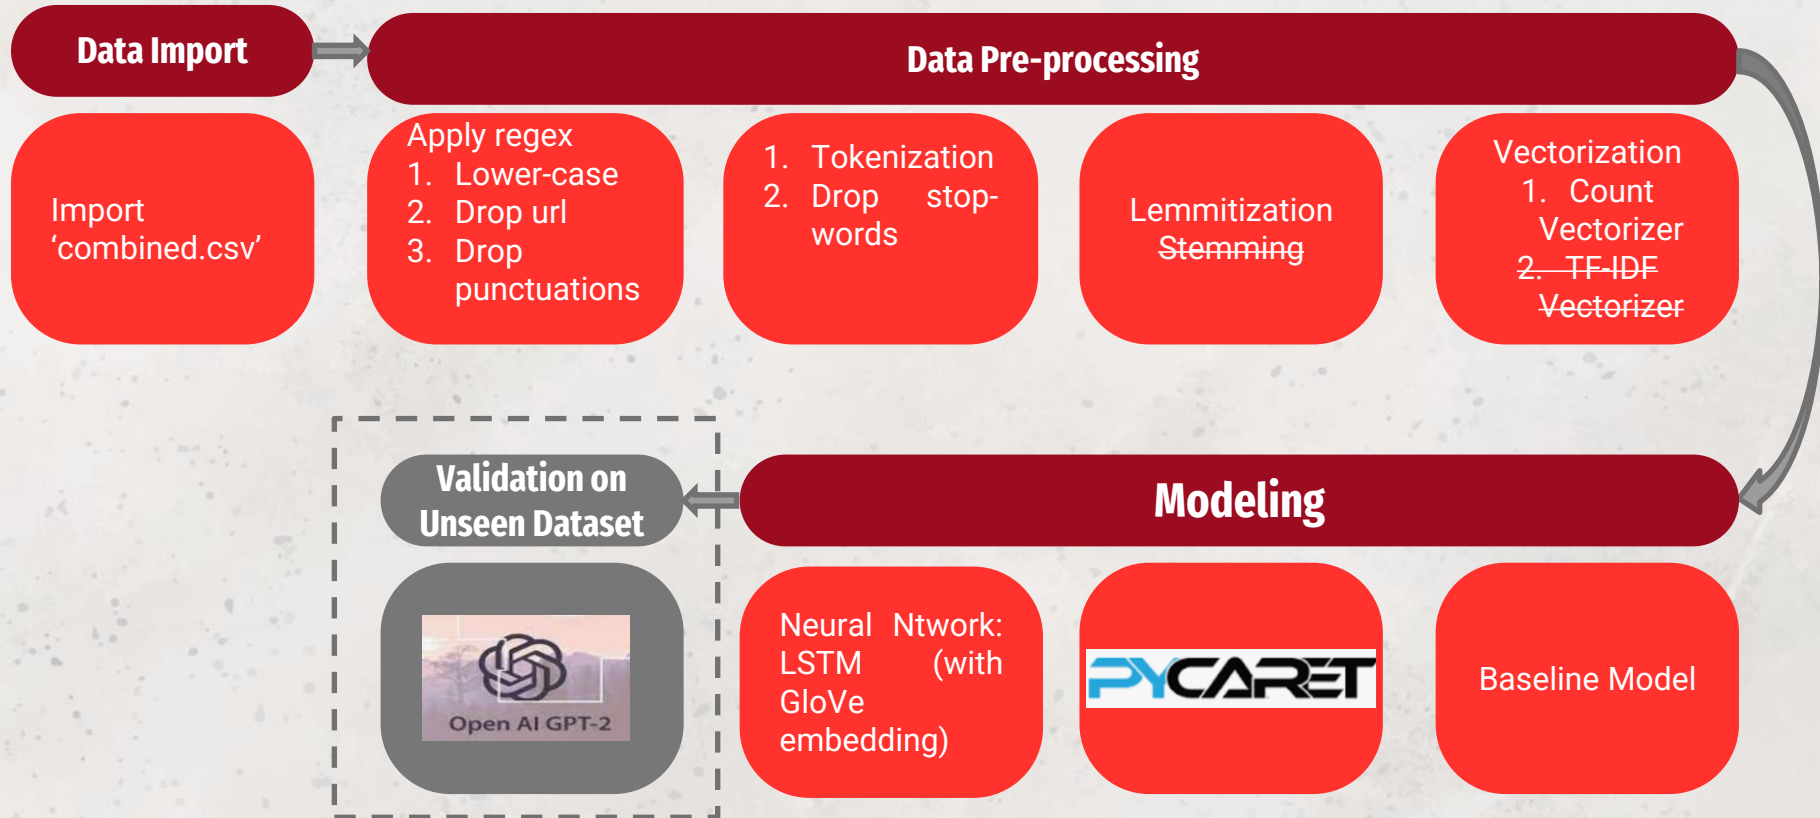 Data Import
Data Pre-processing
Import
‘combined.csv’
Apply regex
1. Lower-case
2. Drop url
3. Drop
punctuations
1. Tokenization
2. Drop stop-
words
Lemmitization
Stemming
Vectorization
1. Count
Vectorizer
2. TF-IDF
Vectorizer
Validation on
Unseen Dataset
Modeling
Open AI GPT-2
Neural Ntwork:
LSTM (with
GloVe
embedding)
PYCARET
Baseline Model